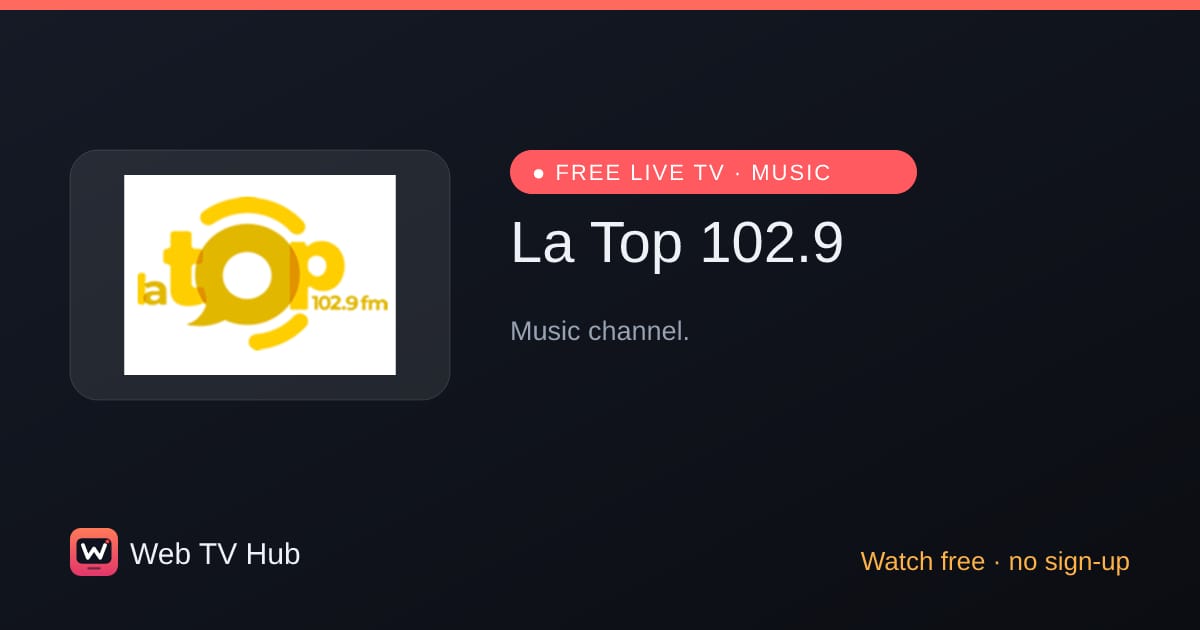 la top 102.9 fm
FREE LIVE TV · MUSIC
La Top 102.9
Music channel.
W
Web TV Hub
Watch free · no sign-up